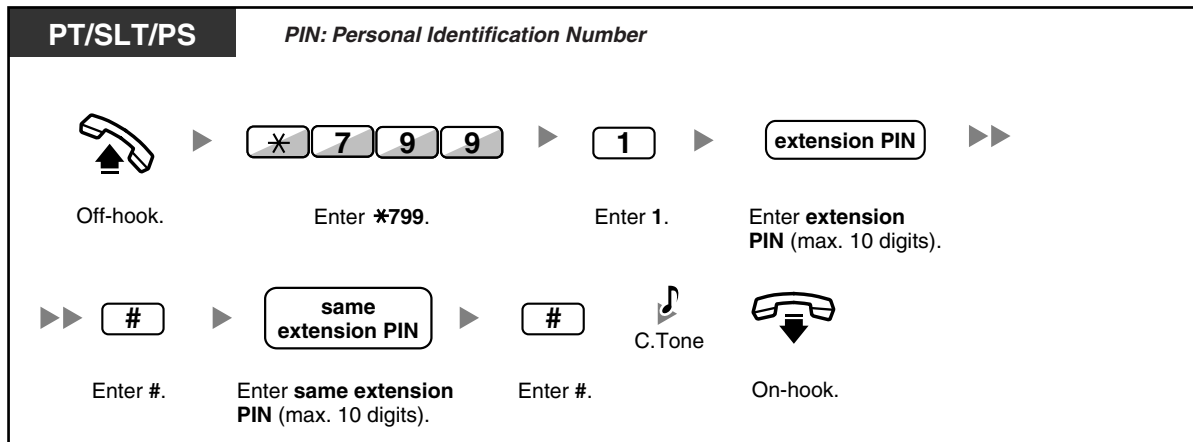 PT/SLT/PS PIN: Personal Identification Number
* 7 9 9 1 extension PIN
Off-hook. Enter *799. Enter 1. Enter extension
PIN (max. 10 digits).
# same
extension PIN # C.Tone
Enter #. Enter same extension
PIN (max. 10 digits). Enter #. On-hook.